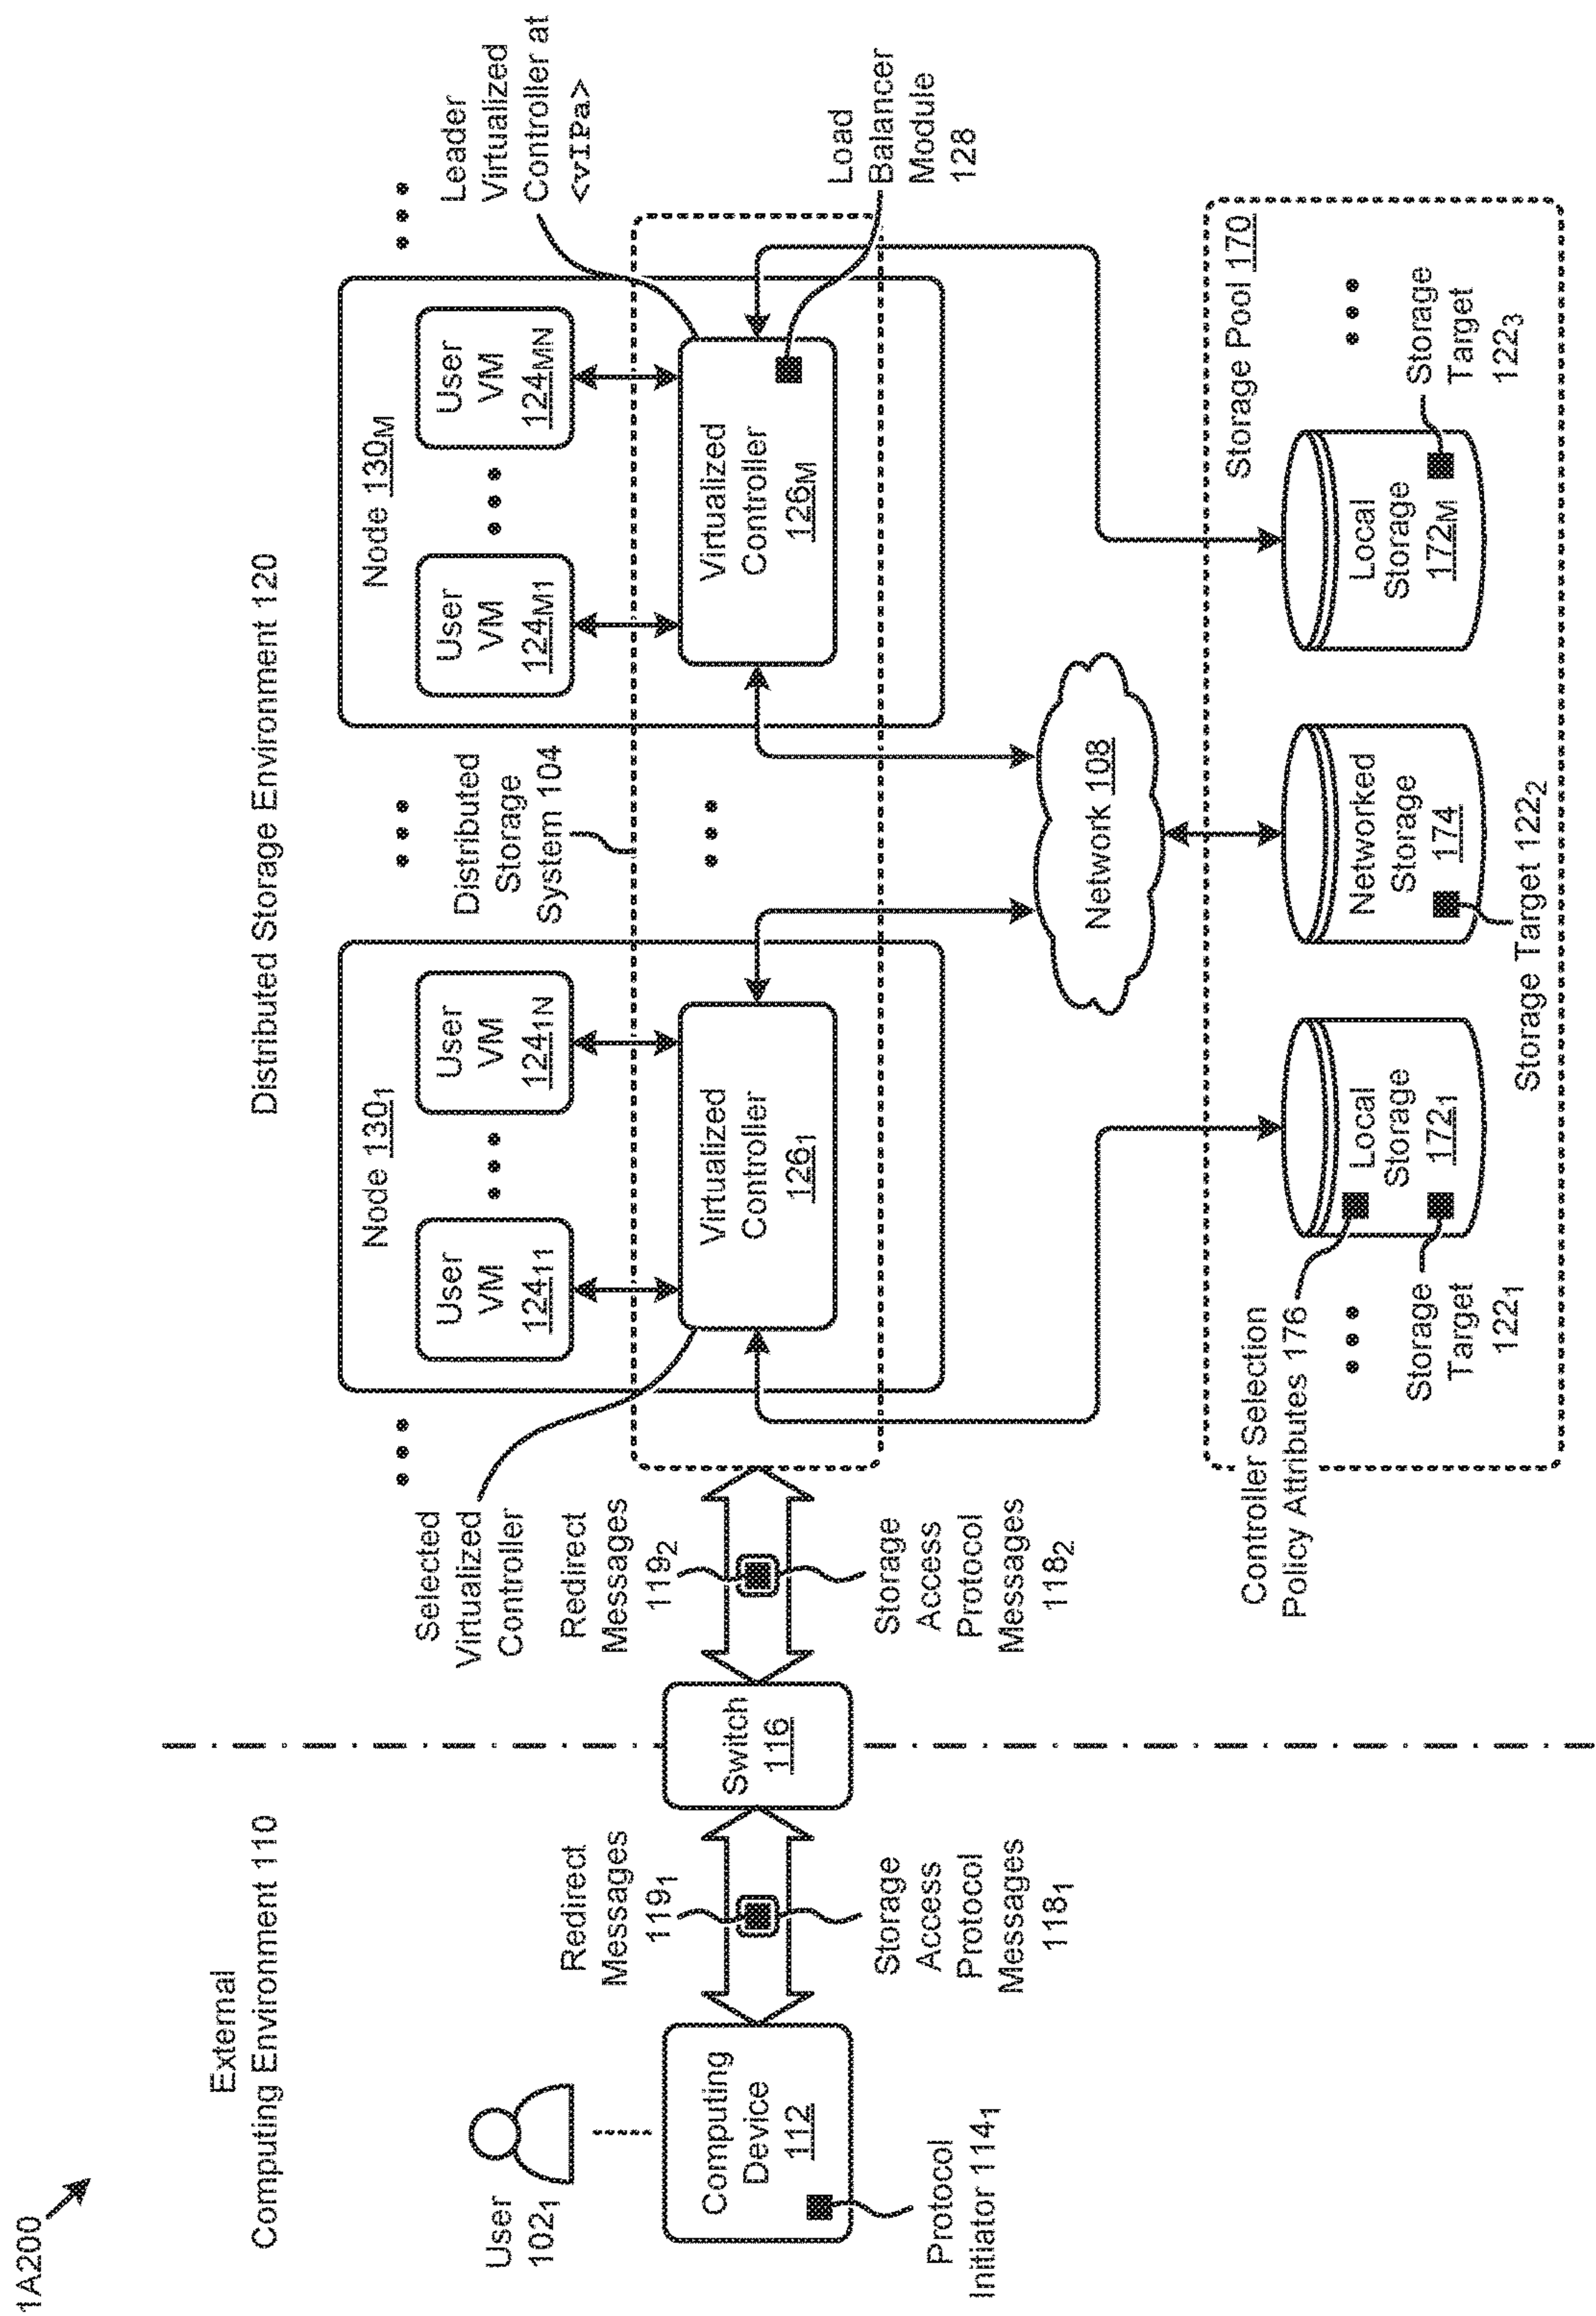 1A200
External
Computing Environment 110
Distributed Storage Environment 120
User
102₁
Computing
Device
112
Protocol
Initiator 114₁
Redirect
Messages
119₁
Storage
Access
Protocol
Messages
118₁
Switch
116
Redirect
Messages
119₂
Storage
Access
Protocol
Messages
118₂
Selected
Virtualized
Controller
Node 130₁
User
VM
124₁₁
User
VM
124₁N
Virtualized
Controller
126₁
Distributed
Storage
System 104
Node 130M
User
VM
124M1
User
VM
124MN
Virtualized
Controller
126M
Leader
Virtualized
Controller at
<vIPa>
Load
Balancer
Module
128
Network 108
Storage Pool 170
Controller Selection
Policy Attributes 176
Local
Storage
172₁
Storage
Target
122₁
Networked
Storage
174
Storage Target 122₂
Local
Storage
172M
Storage
Target
122₃